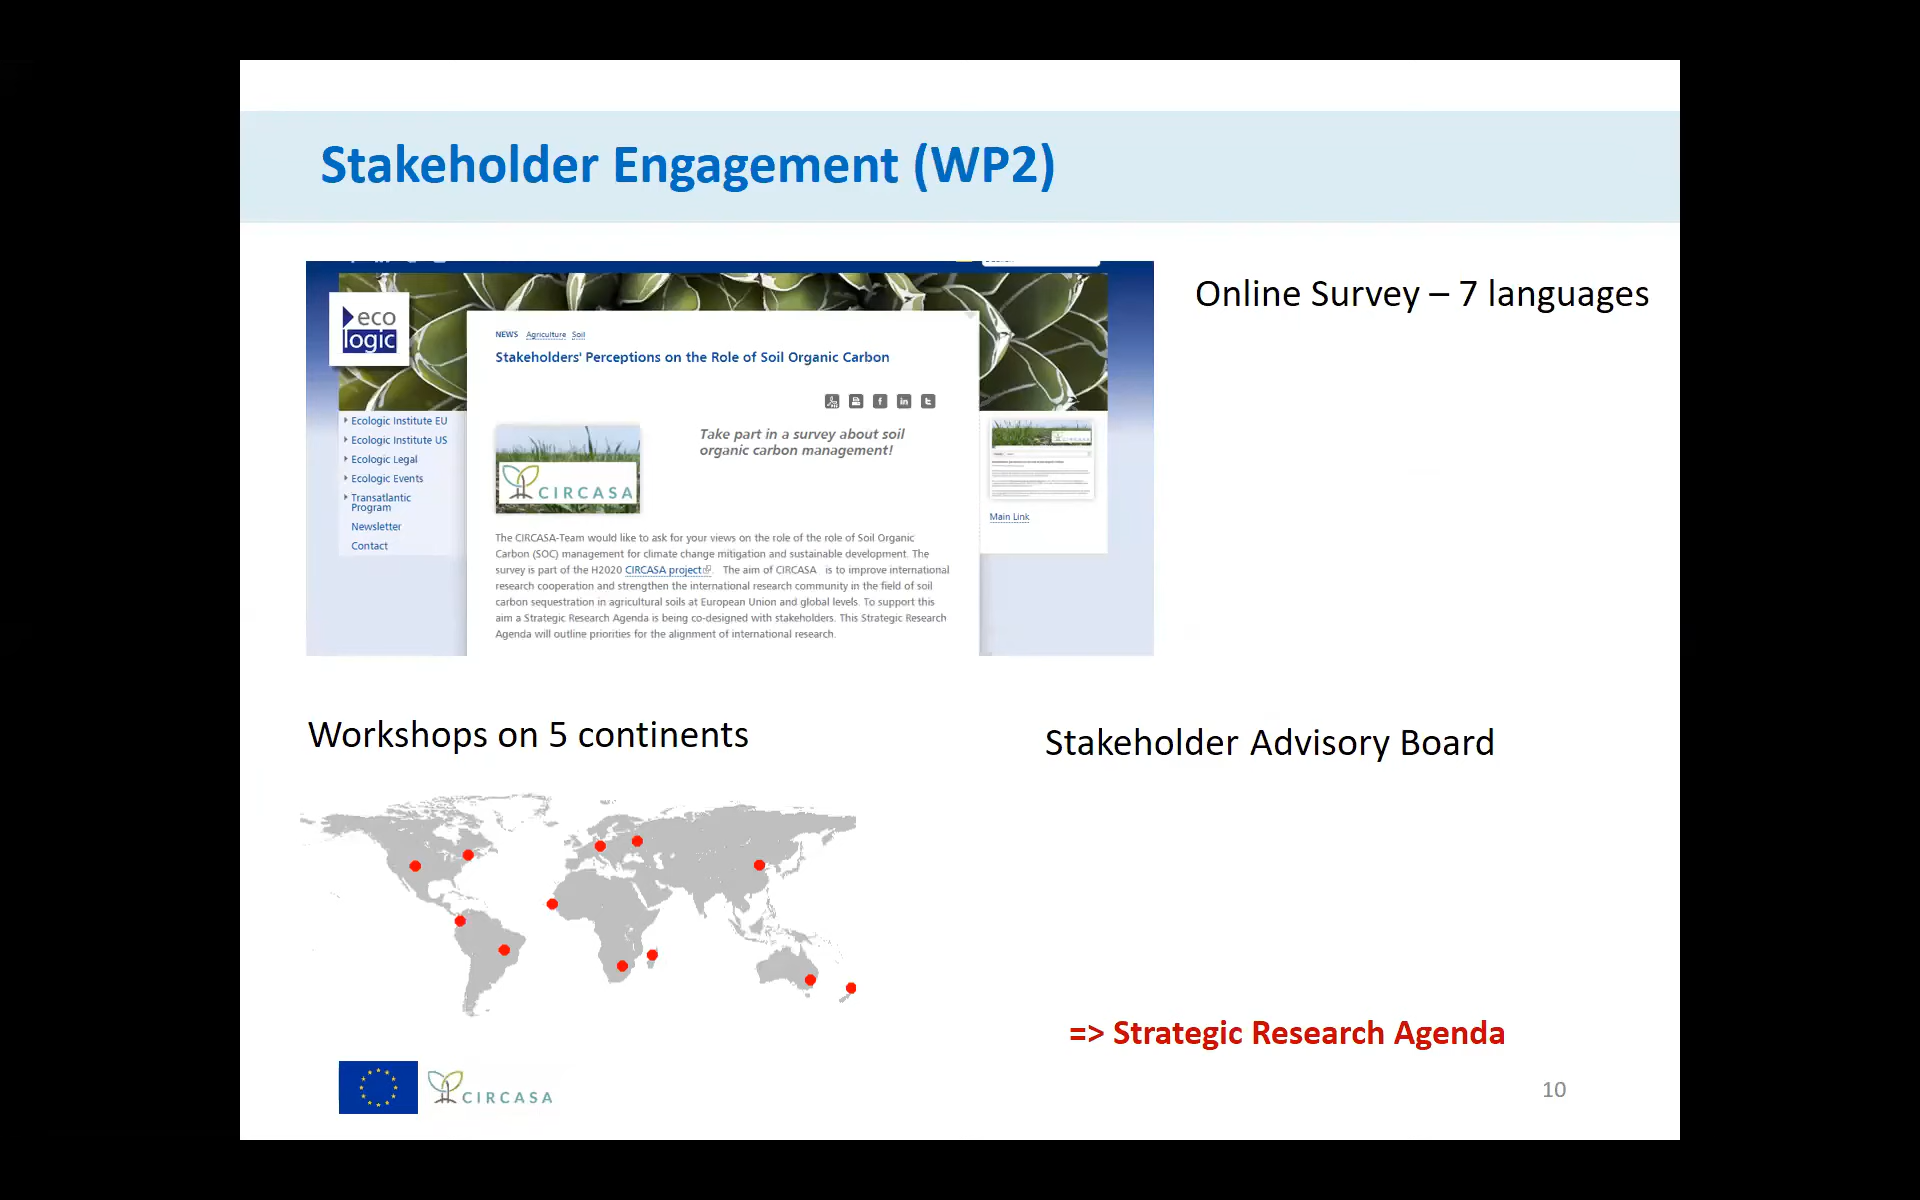 Stakeholder Engagement (WP2)
eco
logic
NEWS Agriculture Soil
Stakeholders' Perceptions on the Role of Soil Organic Carbon
Take part in a survey about soil
organic carbon management!
CIRCASA
Ecologic Institute EU
Ecologic Institute US
Ecologic Legal
Ecologic Events
Transatlantic
Program
Newsletter
Contact
Main Link
The CIRCASA-Team would like to ask for your views on the role of the role of Soil Organic
Carbon (SOC) management for climate change mitigation and sustainable development. The
survey is part of the H2020 CIRCASA project. The aim of CIRCASA is to improve international
research cooperation and strengthen the international research community in the field of soil
carbon sequestration in agricultural soils at European Union and global levels. To support this
aim a Strategic Research Agenda is being co-designed with stakeholders. This Strategic Research
Agenda will outline priorities for the alignment of international research.
Online Survey – 7 languages
Workshops on 5 continents
Stakeholder Advisory Board
=> Strategic Research Agenda
CIRCASA
10